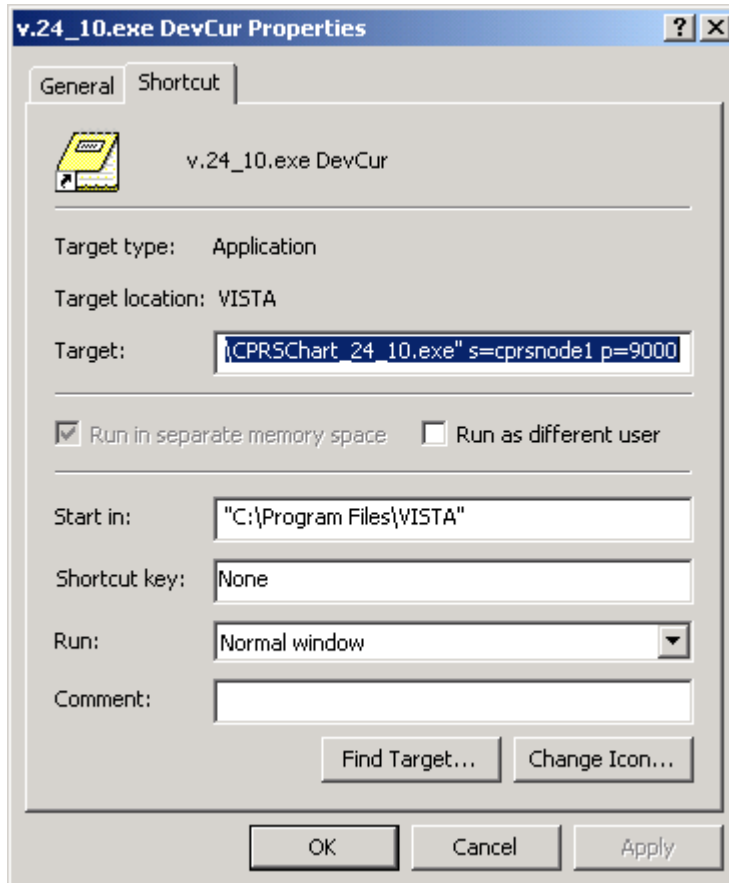 v.24_10.exe DevCur Properties
General Shortcut
v.24_10.exe DevCur
Target type: Application
Target location: VISTA
Target: \CPRSChart_24_10.exe" s=cprsnode1 p=9000
Run in separate memory space Run as different user
Start in: "C:\Program Files\VISTA"
Shortcut key: None
Run: Normal window
Comment:
Find Target... Change Icon...
OK Cancel Apply